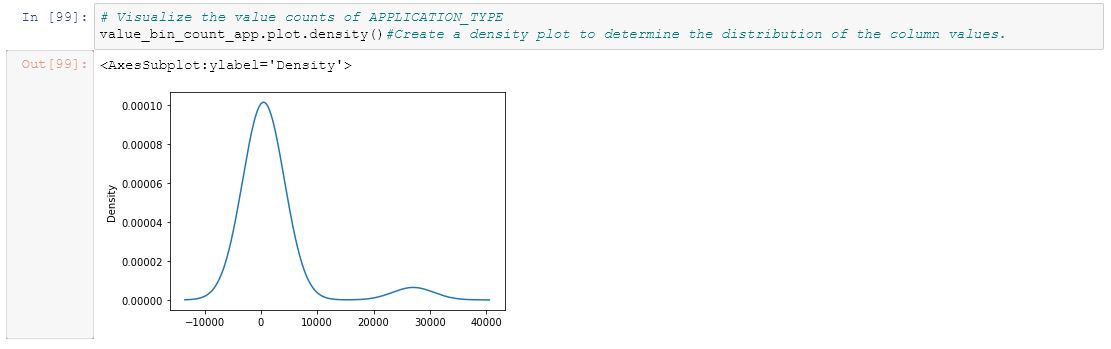 In [99]: # Visualize the value counts of APPLICATION_TYPE
value_bin_count_app.plot.density()#Create a density plot to determine the distribution of the column values.
Out[99]: <AxesSubplot:ylabel='Density'>
0.00010
0.00008
0.00006
0.00004
0.00002
0.00000
Density
−10000 0 10000 20000 30000 40000